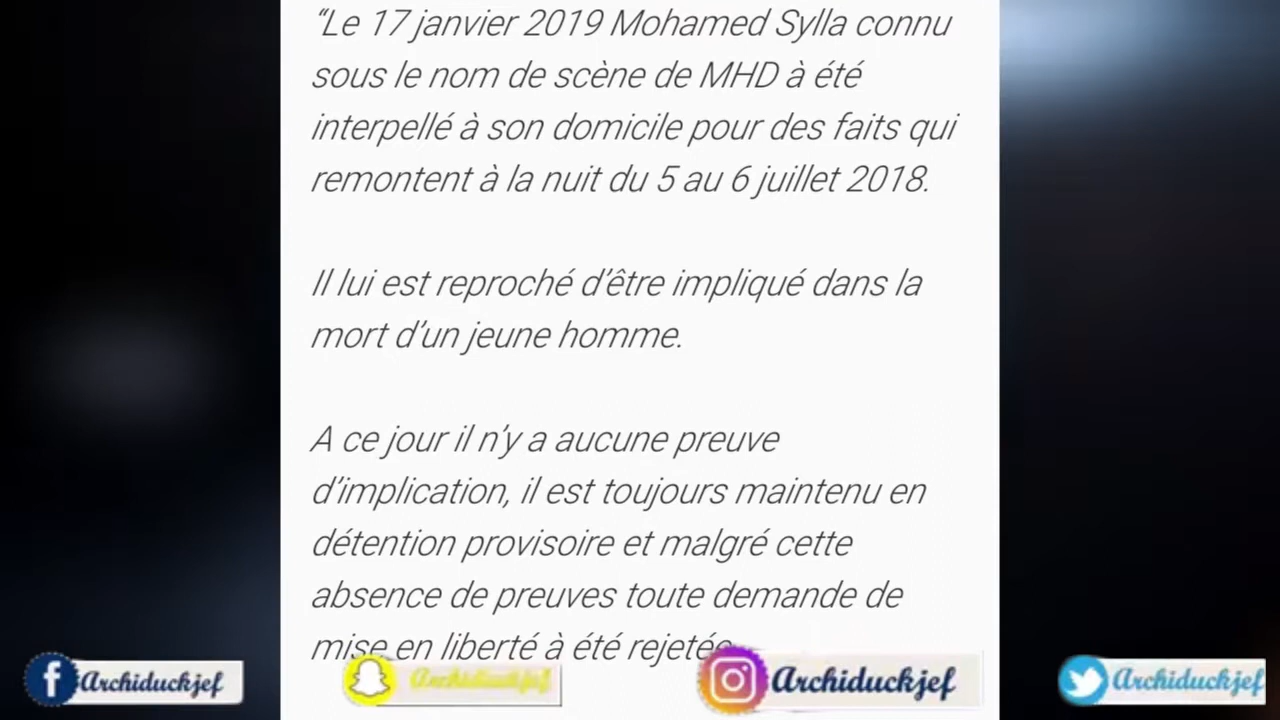 “Le 17 janvier 2019 Mohamed Sylla connu
sous le nom de scène de MHD à été
interpellé à son domicile pour des faits qui
remontent à la nuit du 5 au 6 juillet 2018.
Il lui est reproché d’être impliqué dans la
mort d’un jeune homme.
A ce jour il n’y a aucune preuve
d’implication, il est toujours maintenu en
détention provisoire et malgré cette
absence de preuves toute demande de
mise en liberté à été rejetée
Archiduckjef
Archiduckjef
Archiduckjef
Archiduckjef